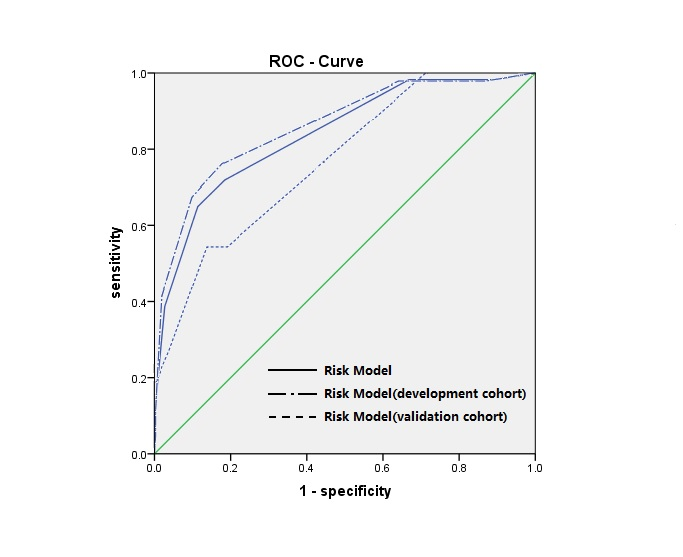 ROC - Curve
1.0
0.8
0.6
0.4
0.2
0.0
sensitivity
Risk Model
Risk Model(development cohort)
Risk Model(validation cohort)
0.0 0.2 0.4 0.6 0.8 1.0
1 - specificity